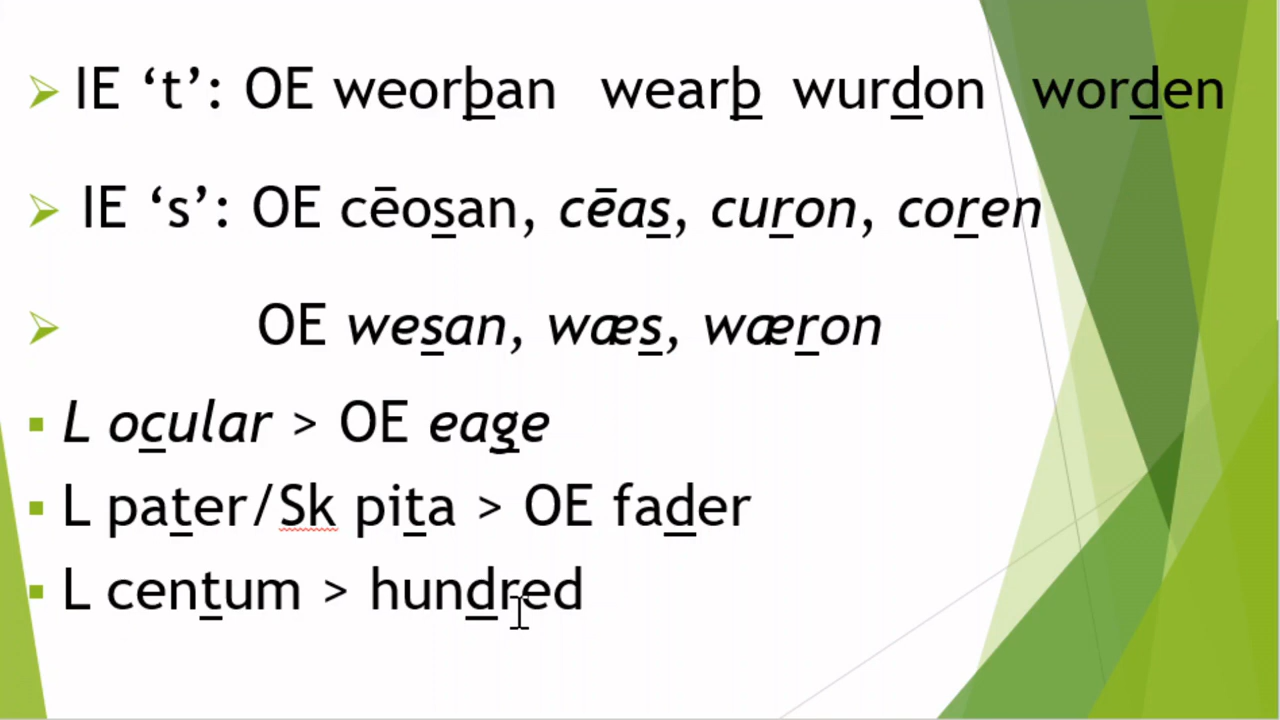 IE ‘t’: OE weorþan wearþ wurdon worden
IE ‘s’: OE cēosan, cēas, curon, coren
OE wesan, wæs, wæron
L ocular > OE eage
L pater/Sk pita > OE fader
L centum > hundred